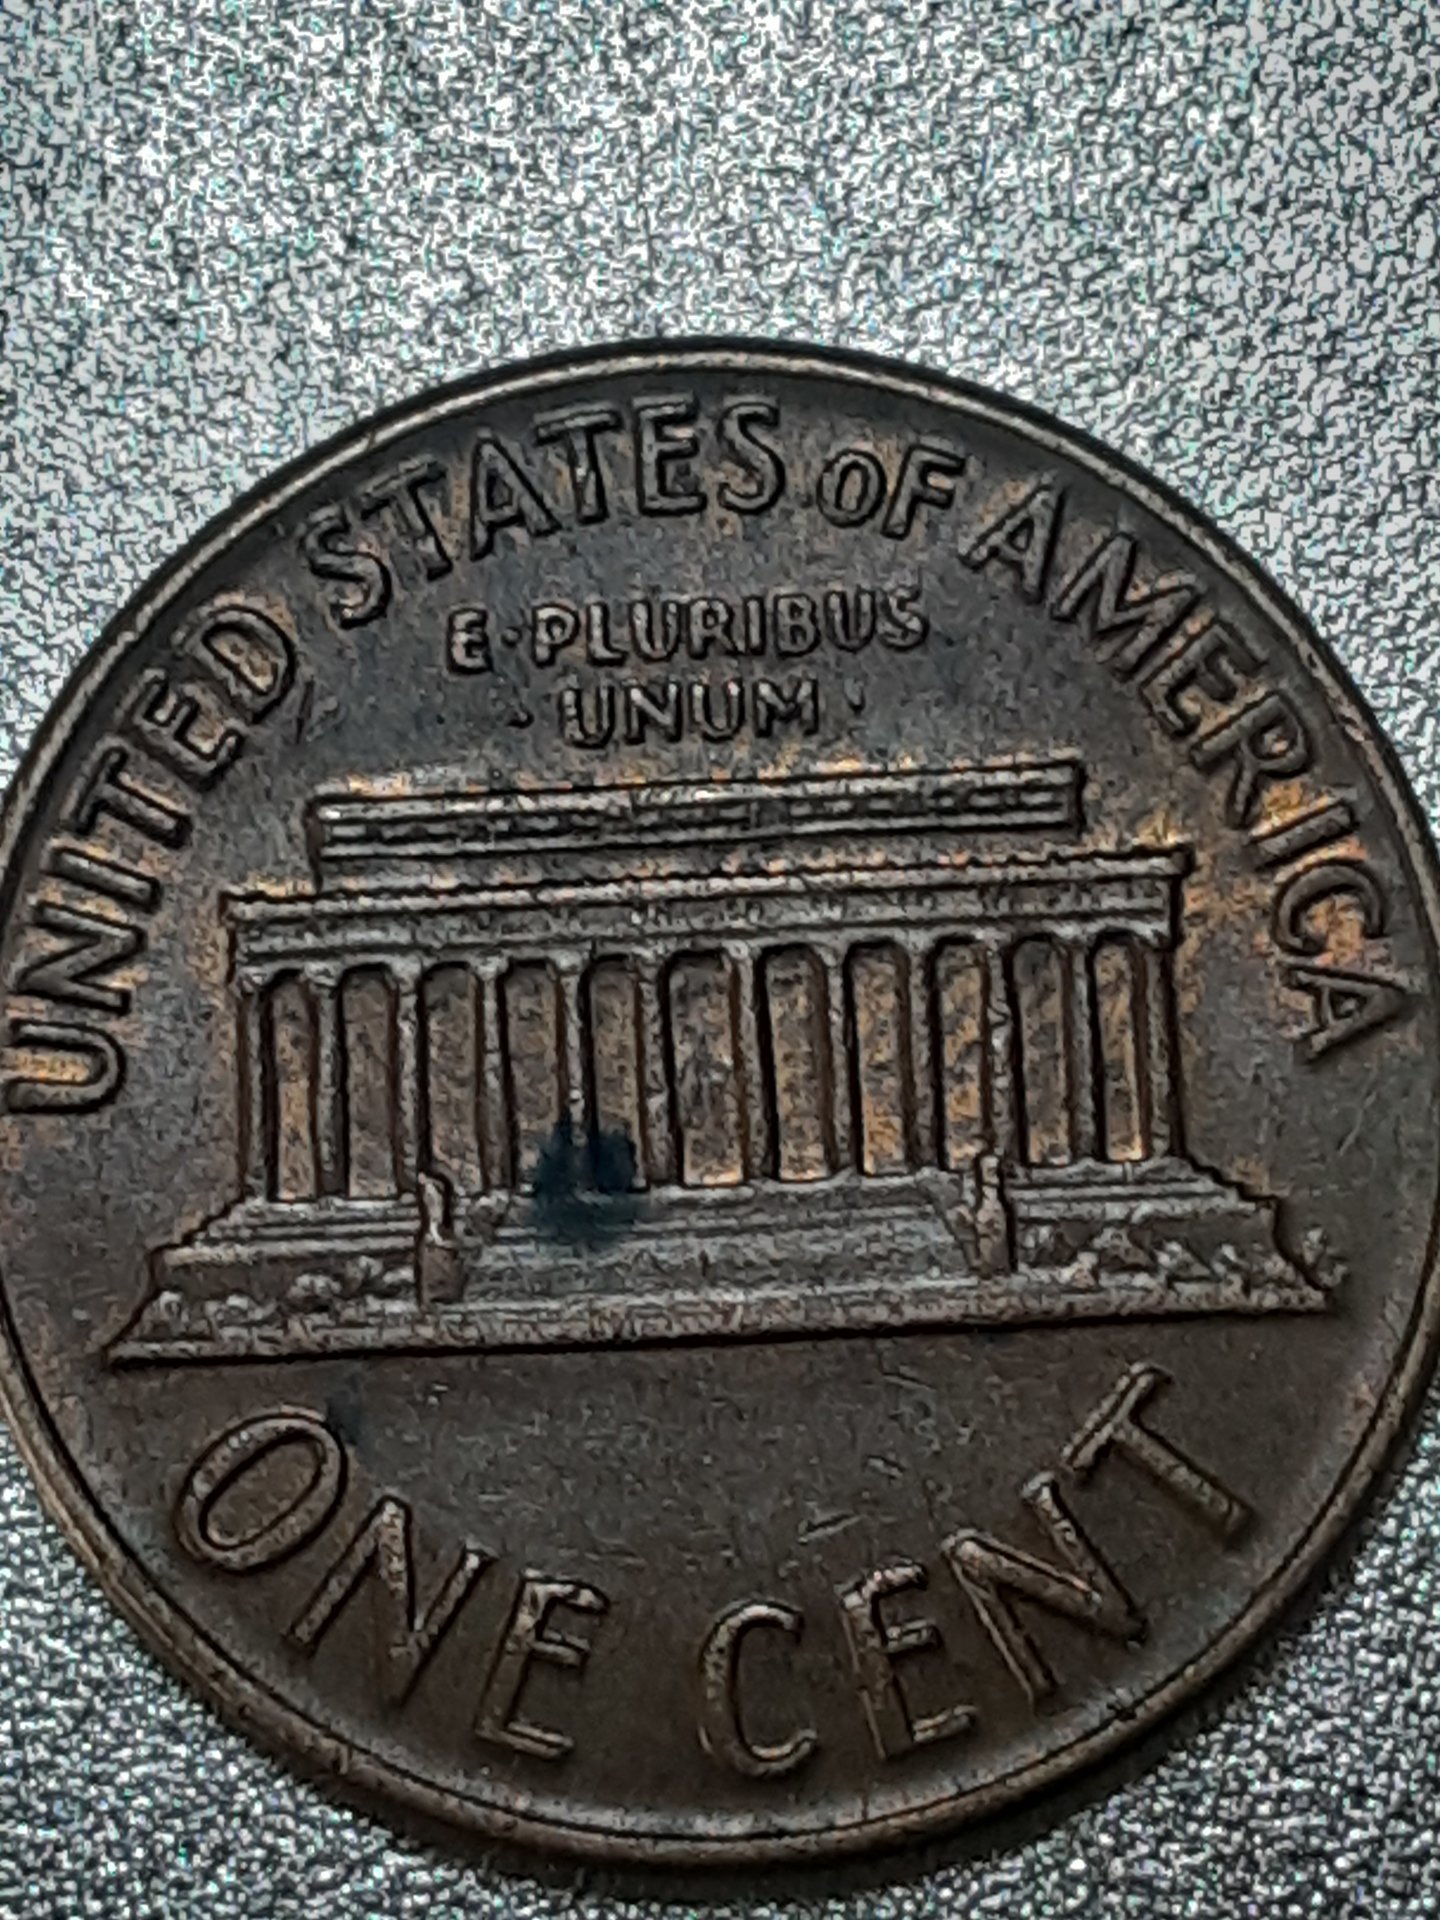 UNITED STATES OF AMERICA
E·PLURIBUS
·UNUM·
ONE CENT